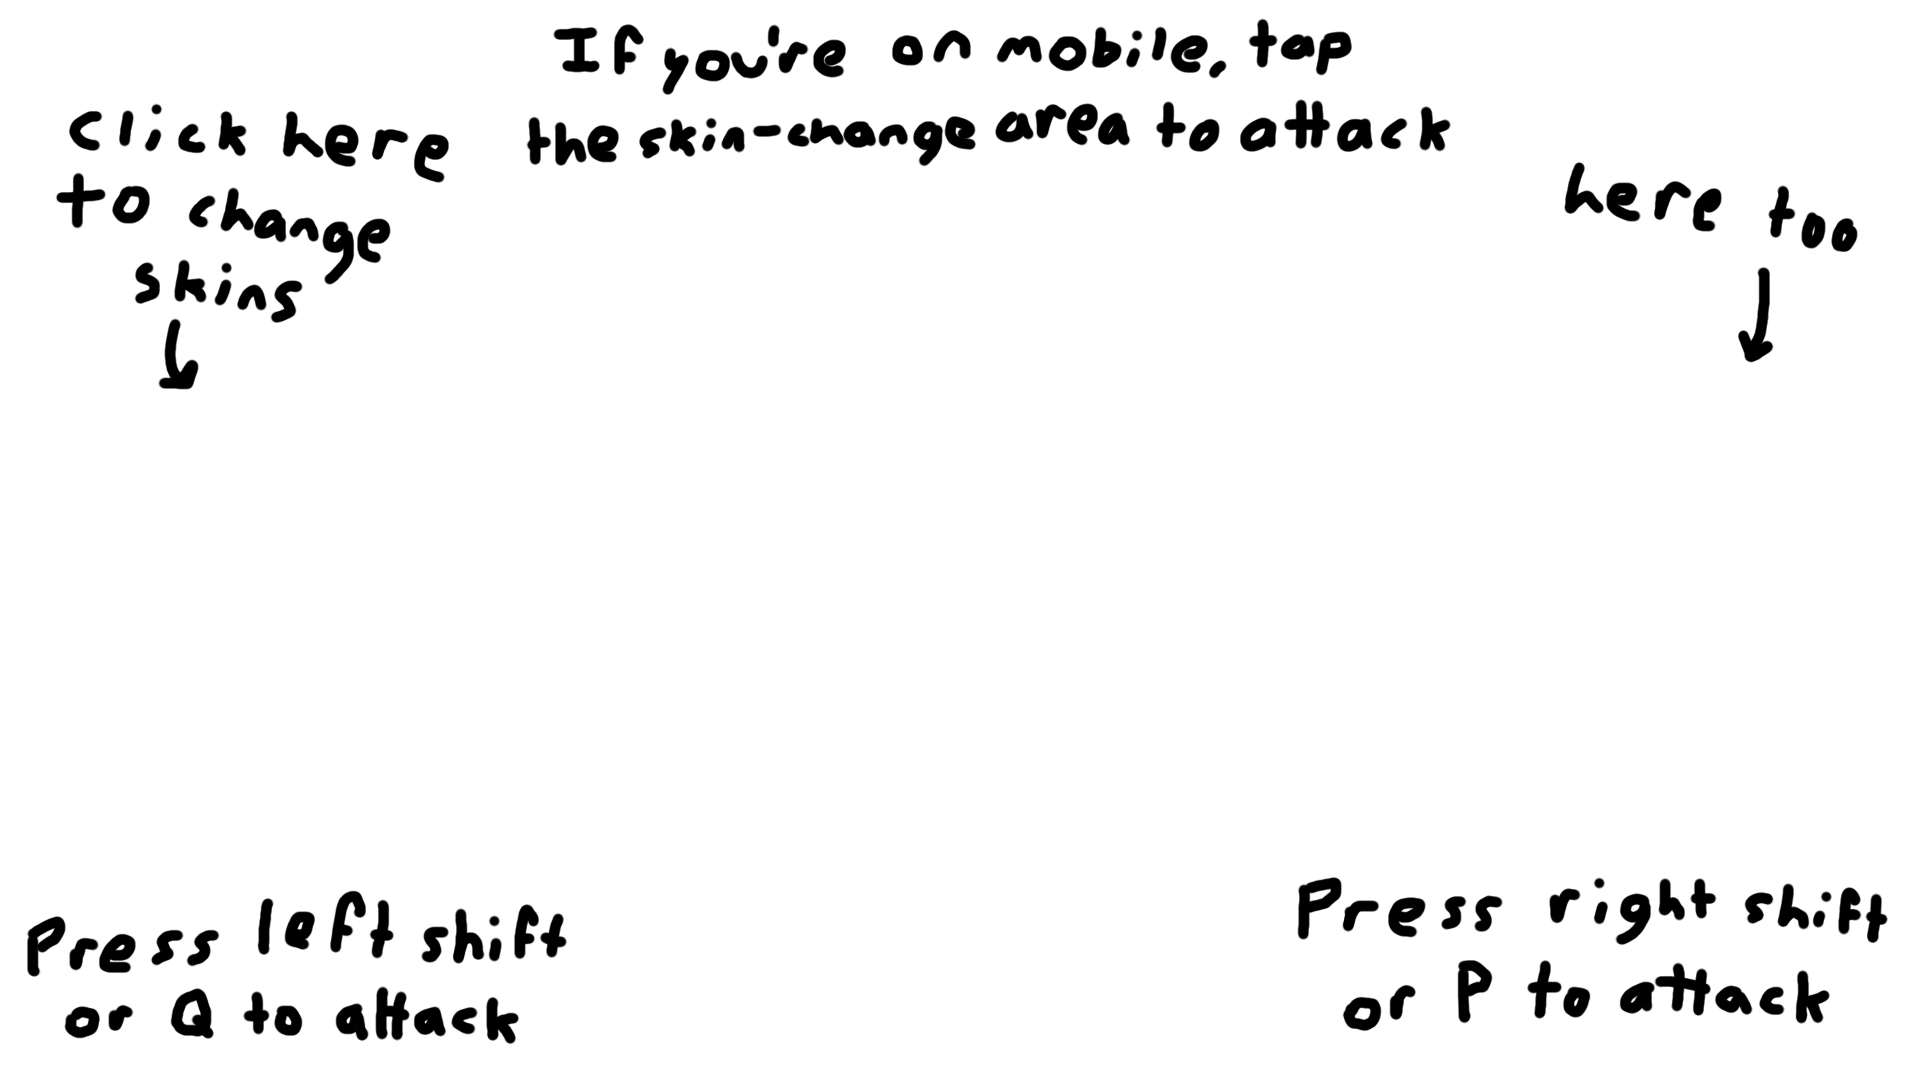 If you're on mobile, tap
the skin-change area to attack
click here
to change
skins
here too
Press left shift
or Q to attack
Press right shift
or P to attack